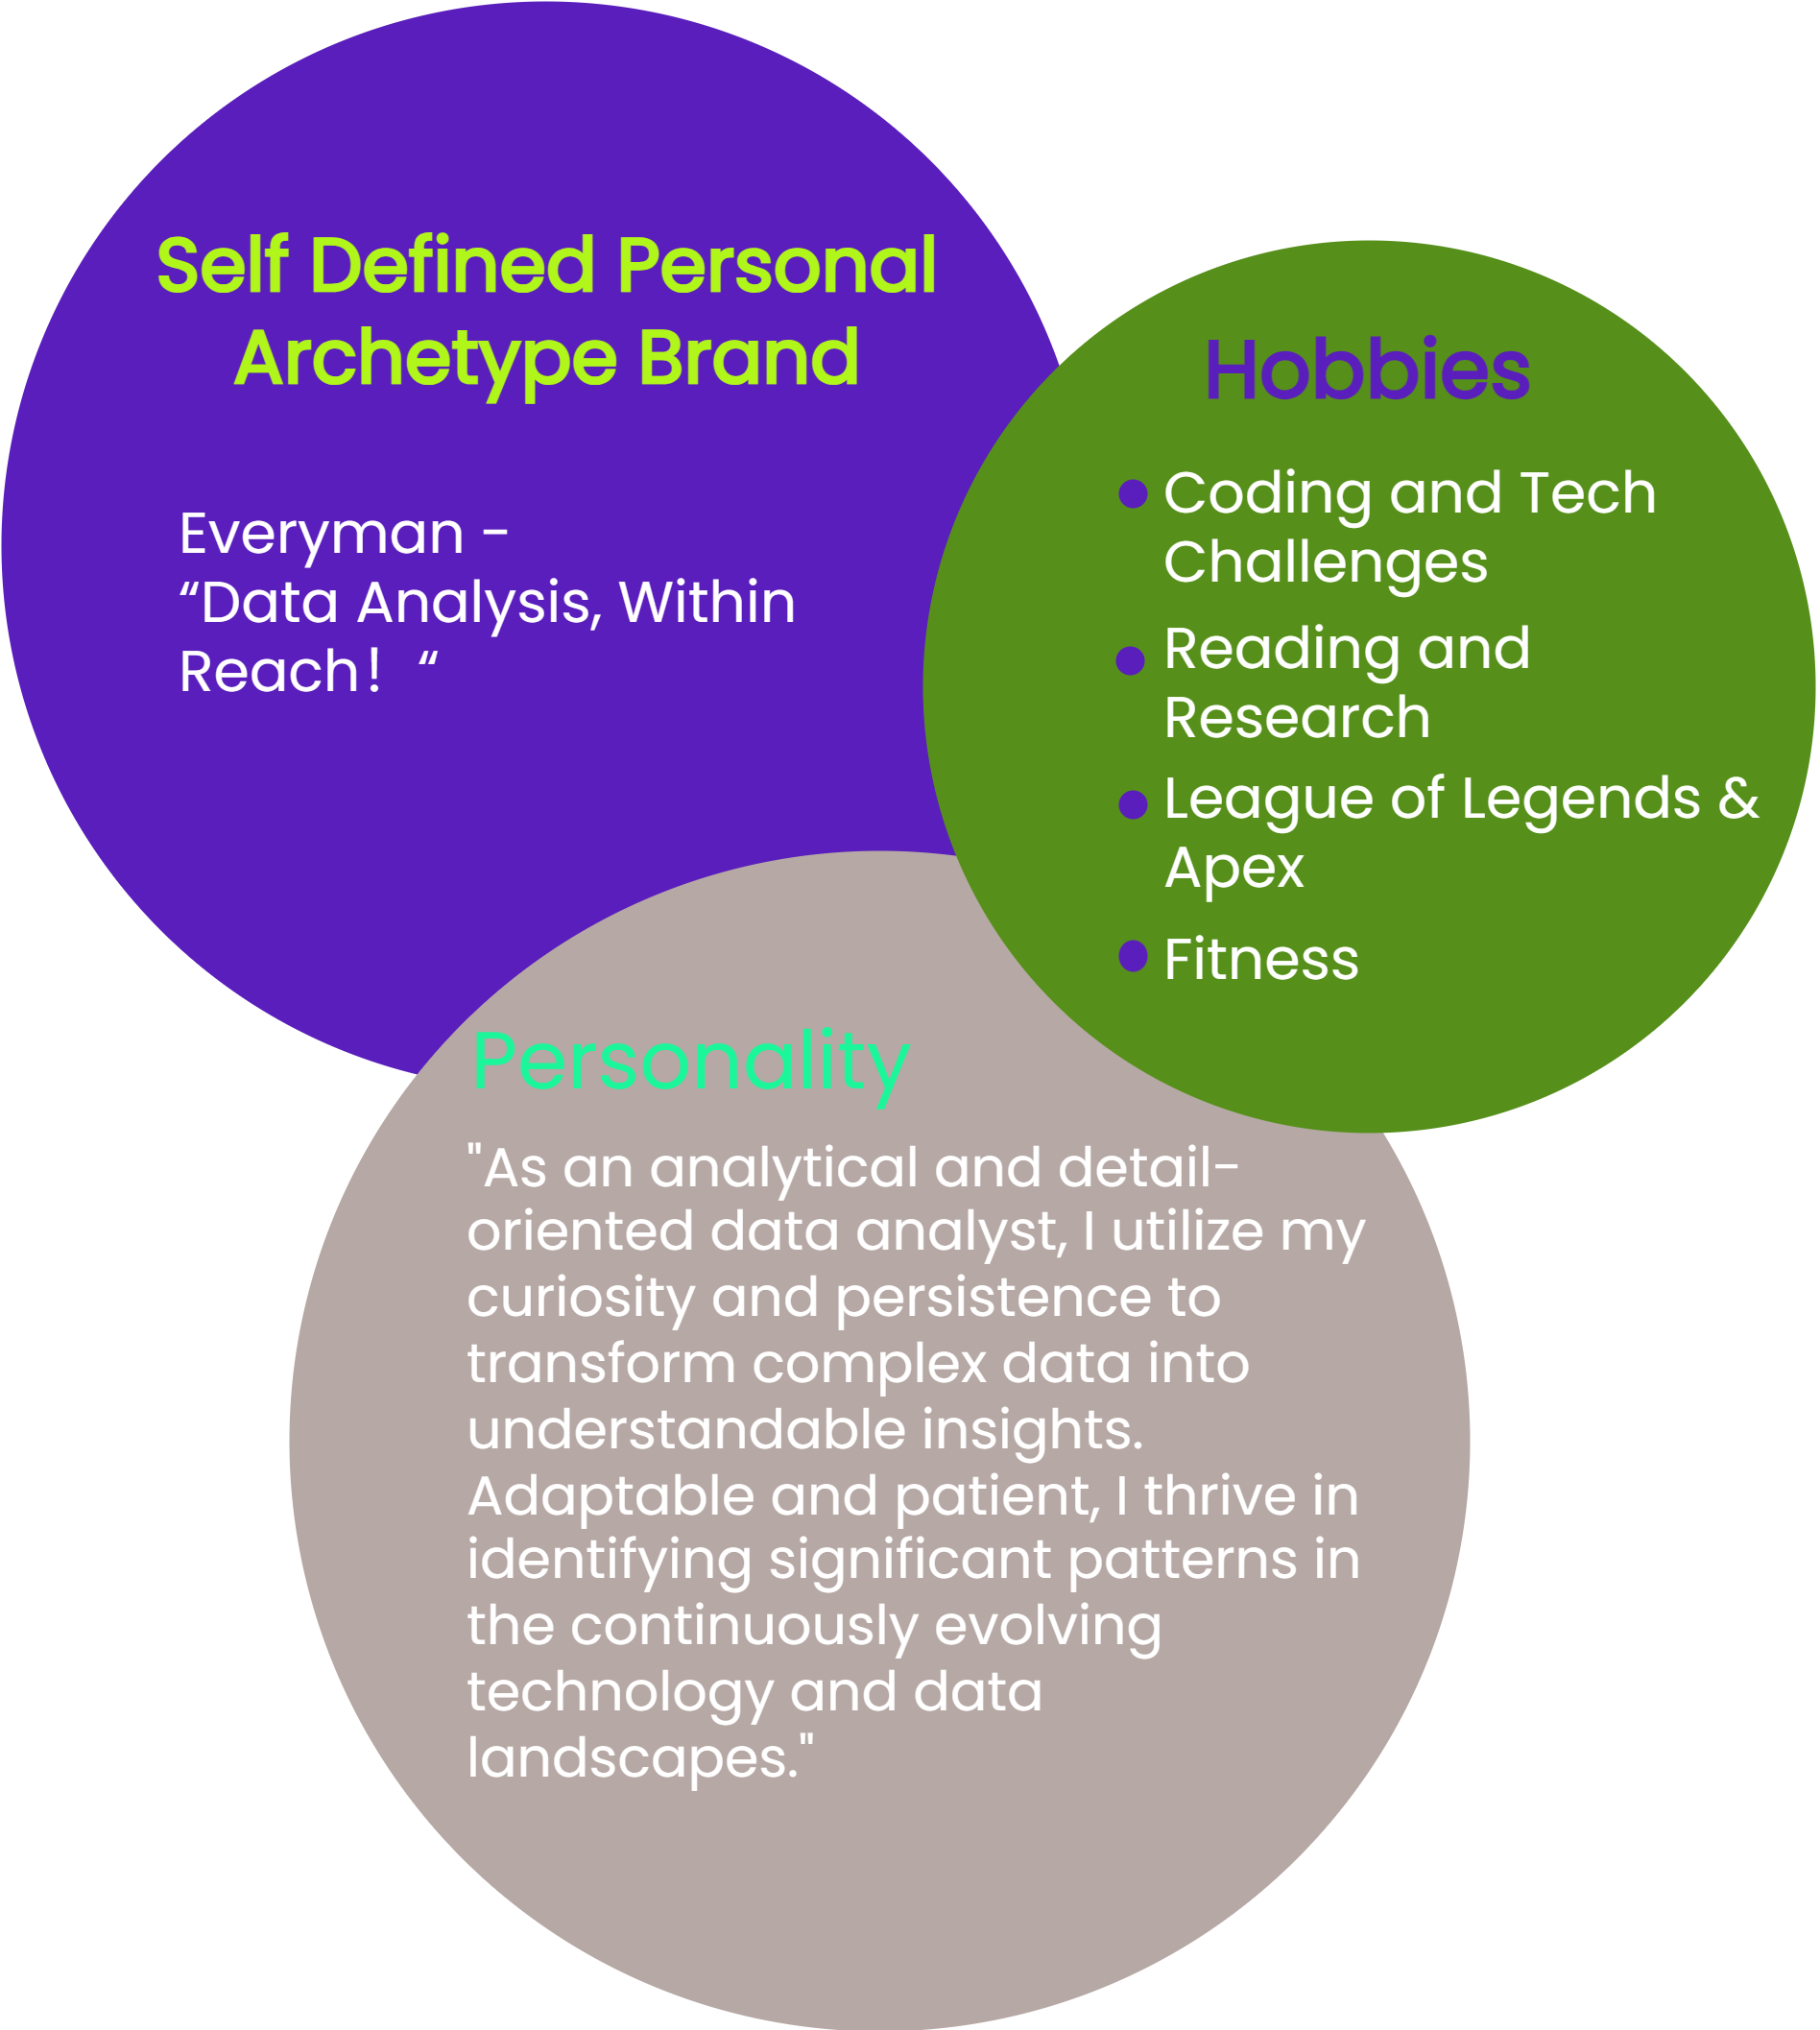 Self Defined Personal
Archetype Brand
Everyman -
“Data Analysis, Within
Reach!  “
Hobbies
Coding and Tech
Challenges
Reading and
Research
League of Legends &
Apex
Fitness
Personality
"As an analytical and detail-
oriented data analyst, I utilize my
curiosity and persistence to
transform complex data into
understandable insights.
Adaptable and patient, I thrive in
identifying significant patterns in
the continuously evolving
technology and data
landscapes."